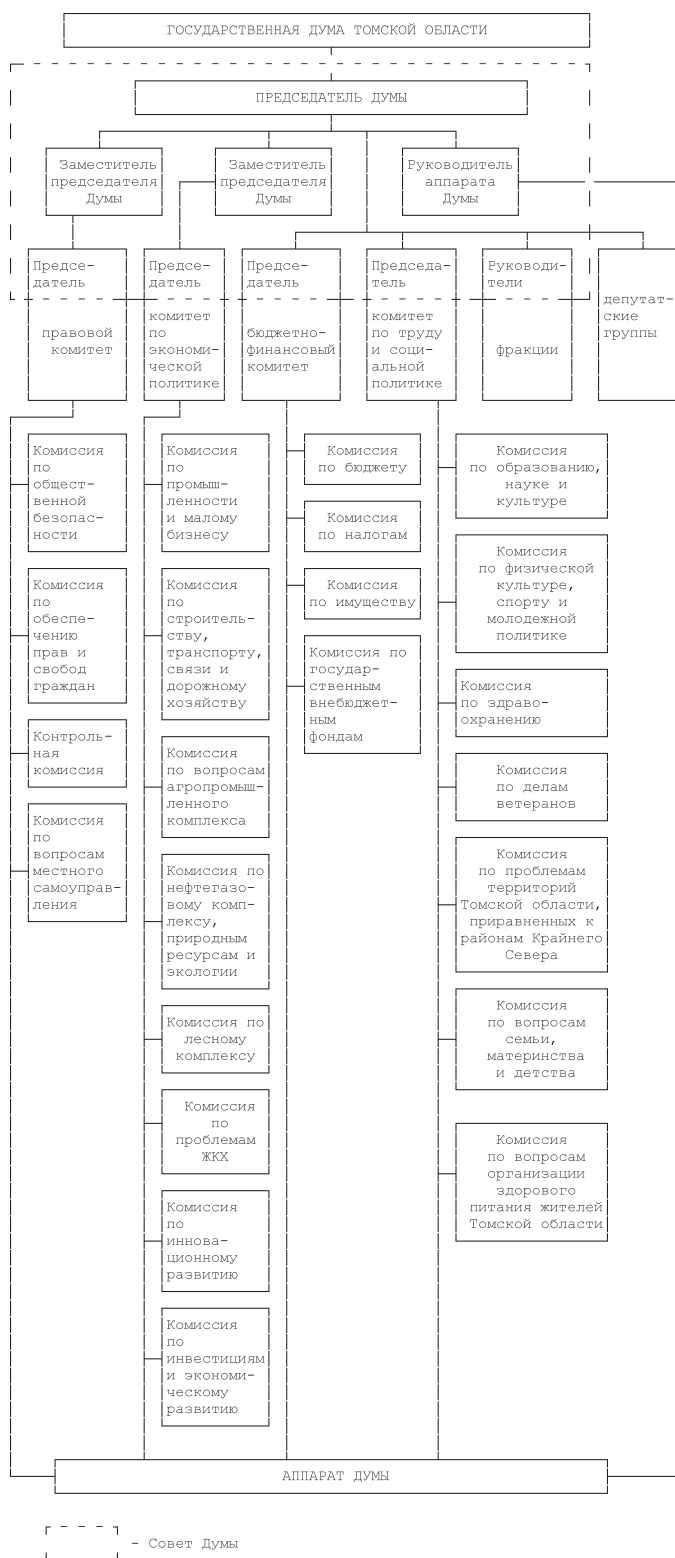 ГОСУДАРСТВЕННАЯ ДУМА ТОМСКОЙ ОБЛАСТИ
ПРЕДСЕДАТЕЛЬ ДУМЫ
Заместитель
председателя
Думы
Заместитель
председателя
Думы
Руководитель
аппарата
Думы
Предсе-
датель
правовой
комитет
Предсе-
датель
комитет
по
экономи-
ческой
политике
Предсе-
датель
бюджетно-
финансовый
комитет
Председа-
тель
комитет
по труду
и соци-
альной
политике
Руководи-
тели
фракции
депутат-
ские
группы
Комиссия
по
общест-
венной
безопас-
ности
Комиссия
по
обеспе-
чению
прав и
свобод
граждан
Контроль-
ная
комиссия
Комиссия
по
вопросам
местного
самоуправ-
ления
Комиссия
по
промыш-
ленности
и малому
бизнесу
Комиссия
по
строитель-
ству,
транспорту,
связи и
дорожному
хозяйству
Комиссия
по вопросам
агропромыш-
ленного
комплекса
Комиссия по
нефтегазо-
вому комп-
лексу,
природным
ресурсам и
экологии
Комиссия по
лесному
комплексу
Комиссия
по
проблемам
ЖКХ
Комиссия
по
иннова-
ционному
развитию
Комиссия
по
инвестициям
и экономи-
ческому
развитию
Комиссия
по бюджету
Комиссия
по налогам
Комиссия
по имуществу
Комиссия по
государ-
ственным
внебюджет-
ным
фондам
Комиссия
по образованию,
науке и
культуре
Комиссия
по физической
культуре,
спорту и
молодежной
политике
Комиссия
по здраво-
охранению
Комиссия
по делам
ветеранов
Комиссия
по проблемам
территорий
Томской области,
приравненных к
районам Крайнего
Севера
Комиссия
по вопросам
семьи,
материнства
и детства
Комиссия
по вопросам
организации
здорового
питания жителей
Томской области
АППАРАТ ДУМЫ
- Совет Думы